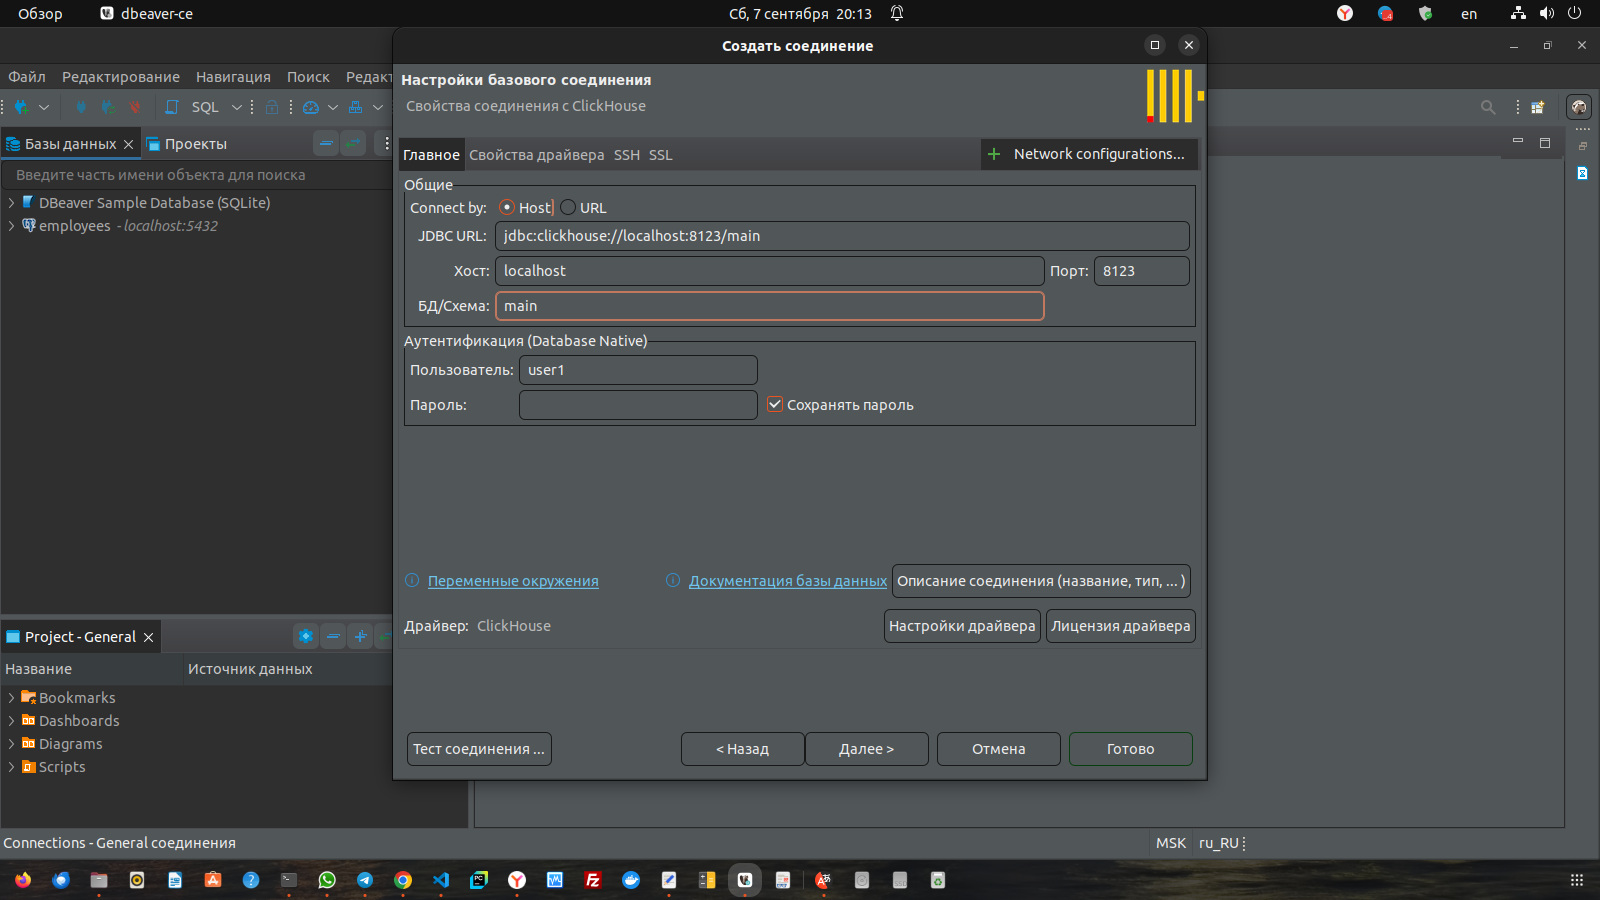 Обзор dbeaver-ce Сб, 7 сентября 20:13 en
Создать соединение
Файл Редактирование Навигация Поиск Редакт
Настройки базового соединения
Свойства соединения с ClickHouse
SQL
Базы данных Проекты
Главное Свойства драйвера SSH SSL Network configurations...
Введите часть имени объекта для поиска
DBeaver Sample Database (SQLite)
employees - localhost:5432
Общие
Connect by: Host URL
JDBC URL: jdbc:clickhouse://localhost:8123/main
Хост: localhost Порт: 8123
БД/Схема: main
Аутентификация (Database Native)
Пользователь: user1
Пароль: Сохранять пароль
Переменные окружения Документация базы данных Описание соединения (название, тип, ... )
Драйвер: ClickHouse Настройки драйвера Лицензия драйвера
Project - General
Название Источник данных
Bookmarks
Dashboards
Diagrams
Scripts
Тест соединения ... < Назад Далее > Отмена Готово
Connections - General соединения MSK ru_RU